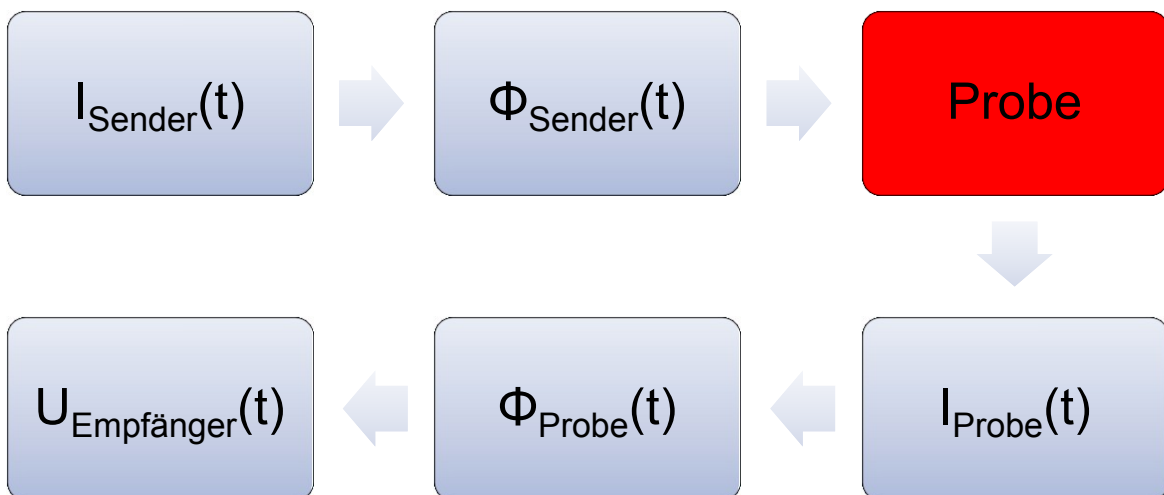 I_Sender(t)
Φ_Sender(t)
Probe
I_Probe(t)
Φ_Probe(t)
U_Empfänger(t)